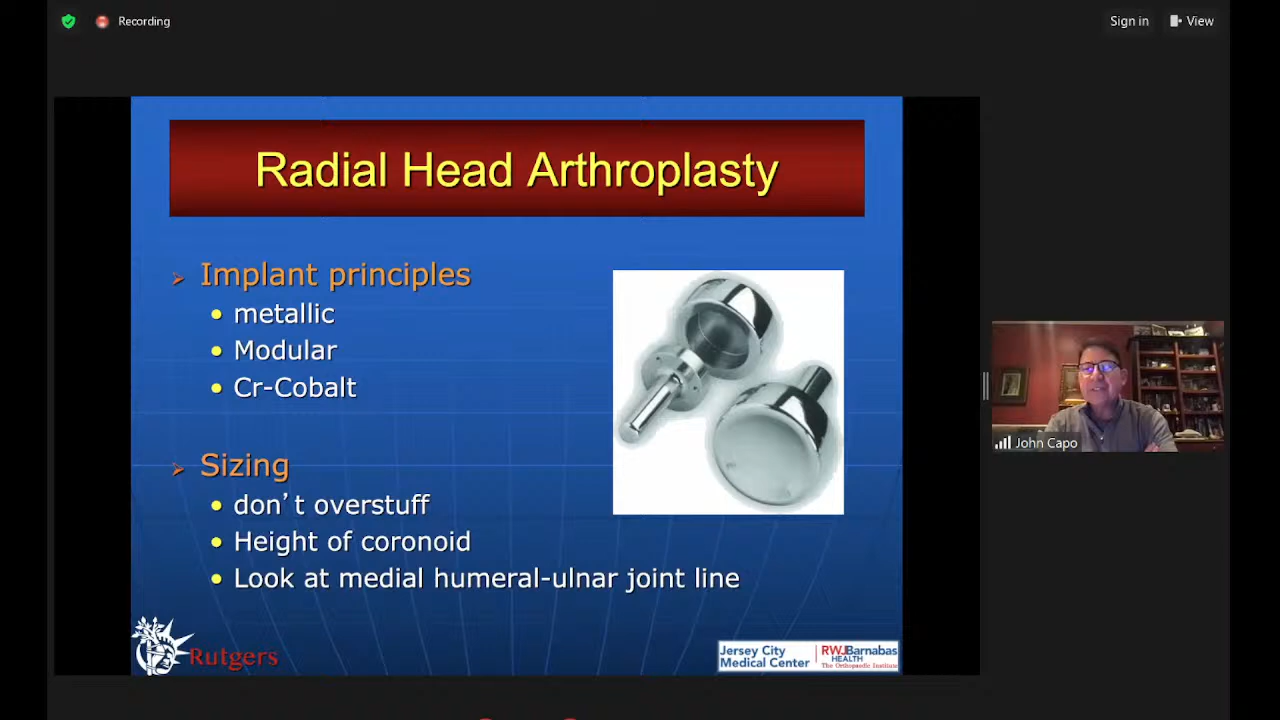 Recording
Sign in
View
Radial Head Arthroplasty
Implant principles
metallic
Modular
Cr-Cobalt
Sizing
don’t overstuff
Height of coronoid
Look at medial humeral-ulnar joint line
John Capo
Rutgers
Jersey City
Medical Center
RWJBarnabas
HEALTH
The Orthopaedic Institute